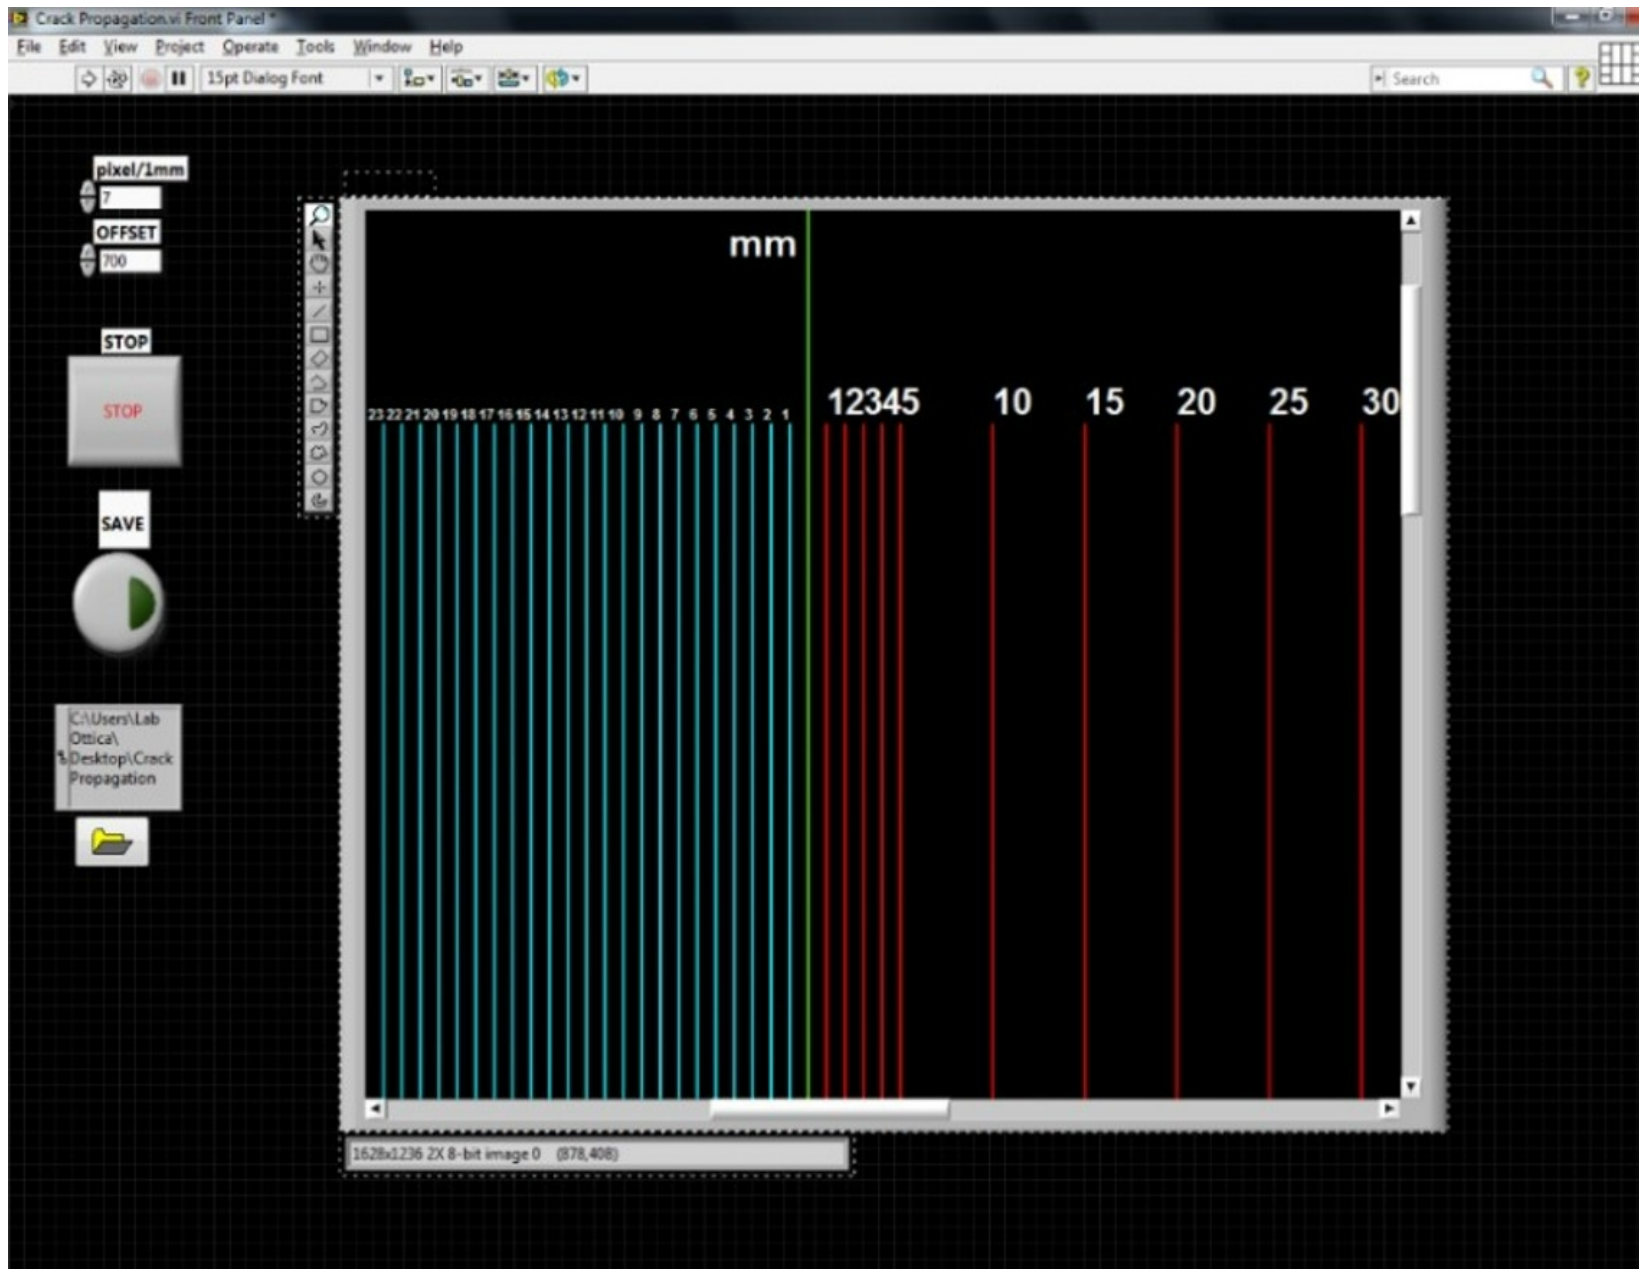 Crack Propagation.vi Front Panel *
File Edit View Project Operate Tools Window Help
15pt Dialog Font
Search
?
pixel/1mm
7
OFFSET
700
STOP
STOP
SAVE
C:\Users\Lab
Ottica\
Desktop\Crack
Propagation
mm
12345 10 15 20 25 30
23 22 21 20 19 18 17 16 15 14 13 12 11 10 9 8 7 6 5 4 3 2 1
1628x1236 2X 8-bit image 0 (878,408)